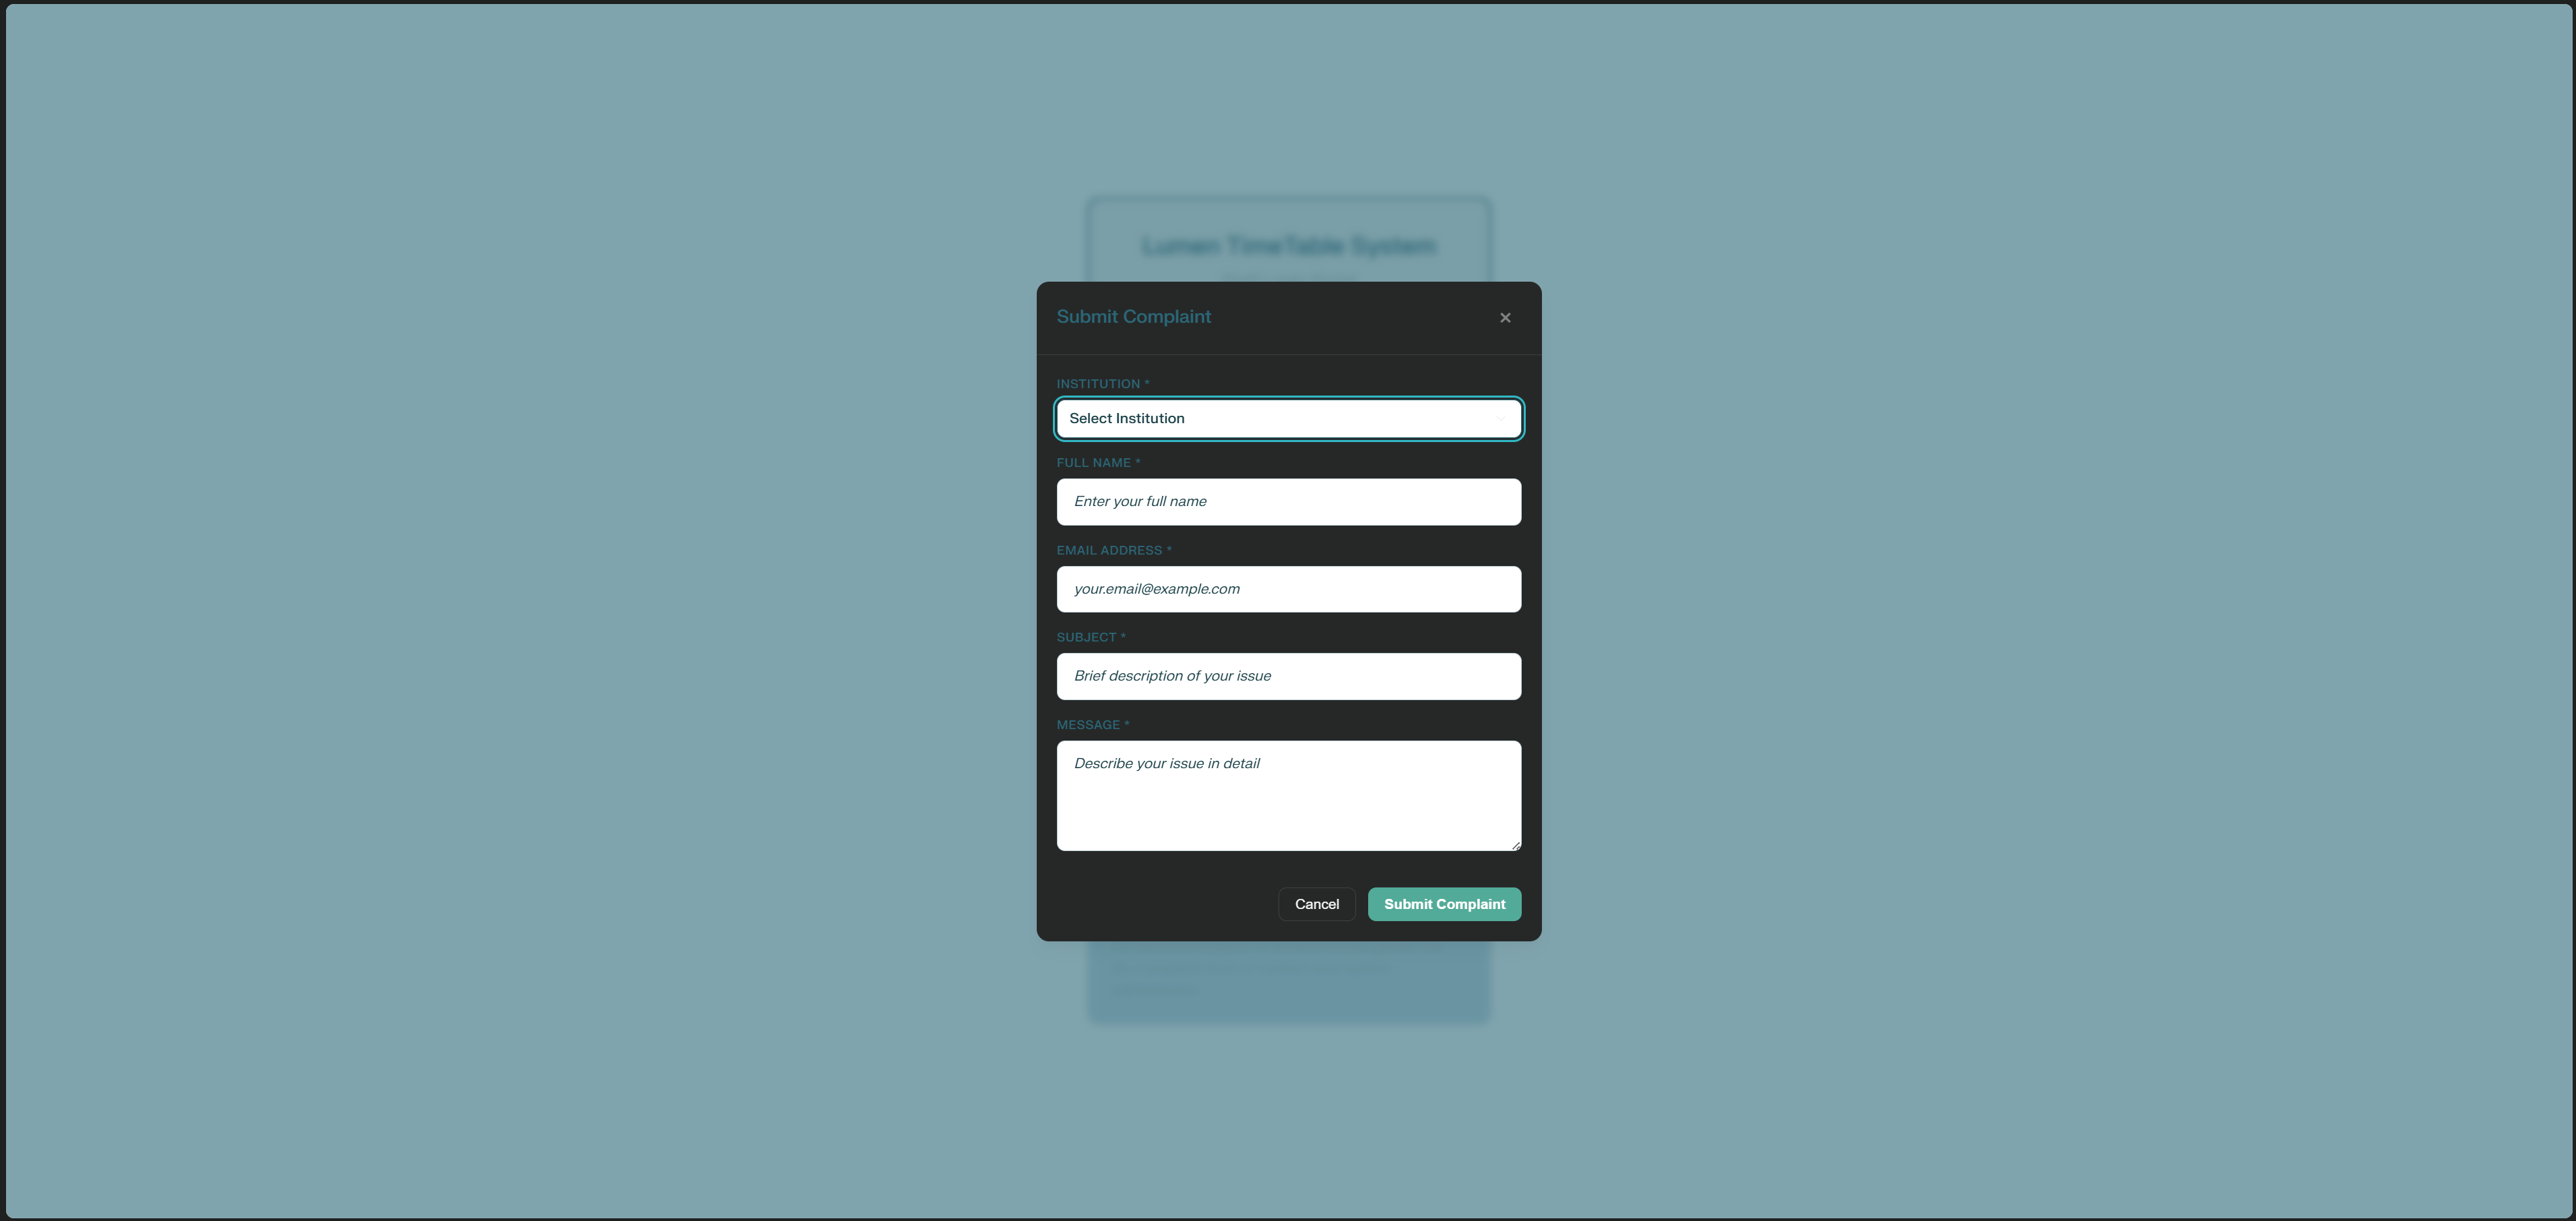 Lumen TimeTable System
Submit Complaint
×
INSTITUTION *
Select Institution
FULL NAME *
Enter your full name
EMAIL ADDRESS *
your.email@example.com
SUBJECT *
Brief description of your issue
MESSAGE *
Describe your issue in detail
Cancel
Submit Complaint